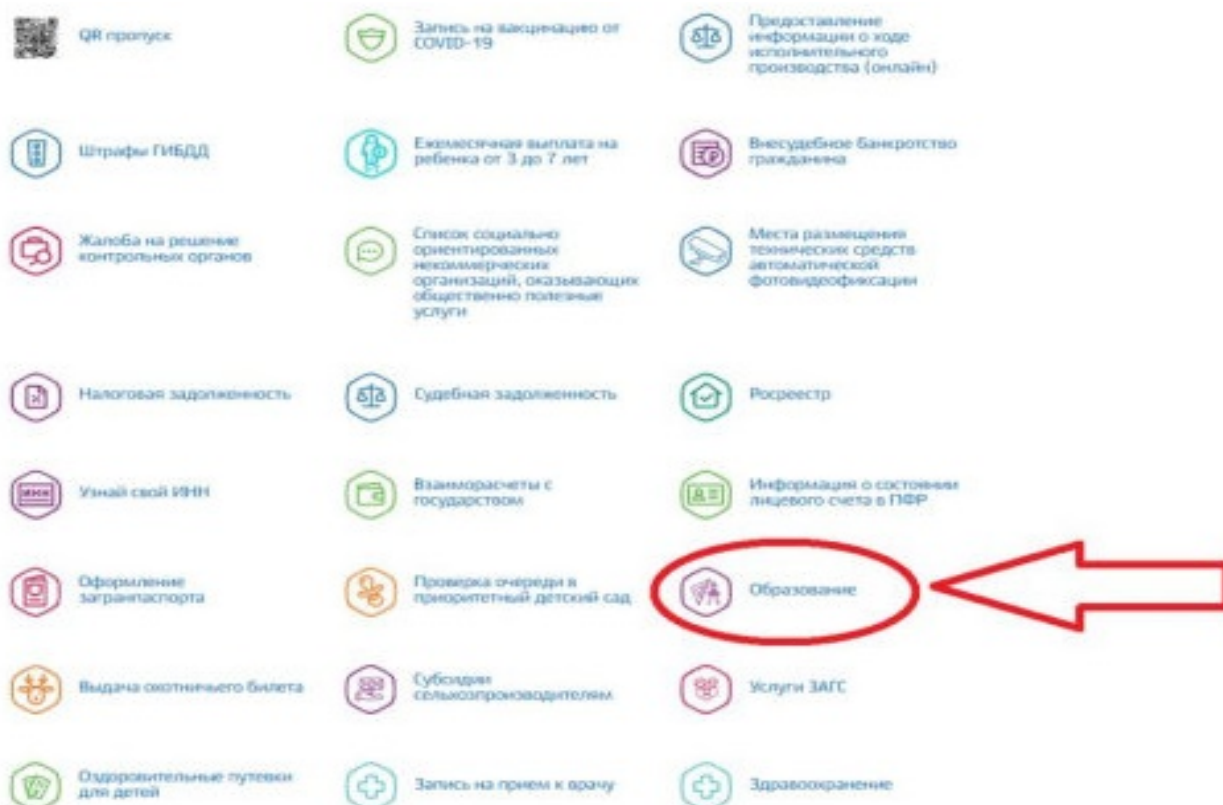 QR пропуск
Запись на вакцинацию от
COVID-19
Предоставление
информации о ходе
исполнительного
производства (онлайн)
Штрафы ГИБДД
Ежемесячная выплата на
ребенка от 3 до 7 лет
Внесудебное банкротство
гражданина
Жалоба на решение
контрольных органов
Список социально
ориентированных
некоммерческих
организаций, оказывающих
общественно полезные
услуги
Места размещения
технических средств
автоматической
фотовидеофиксации
Налоговая задолженность
Судебная задолженность
Росреестр
ИНН
Узнай свой ИНН
Взаиморасчеты с
государством
Информация о состоянии
лицевого счета в ПФР
Оформление
загранпаспорта
Проверка очереди в
приоритетный детский сад
Образование
Выдача охотничьего билета
Субсидии
сельхозпроизводителям
Услуги ЗАГС
Оздоровительные путевки
для детей
Запись на прием к врачу
Здравоохранение